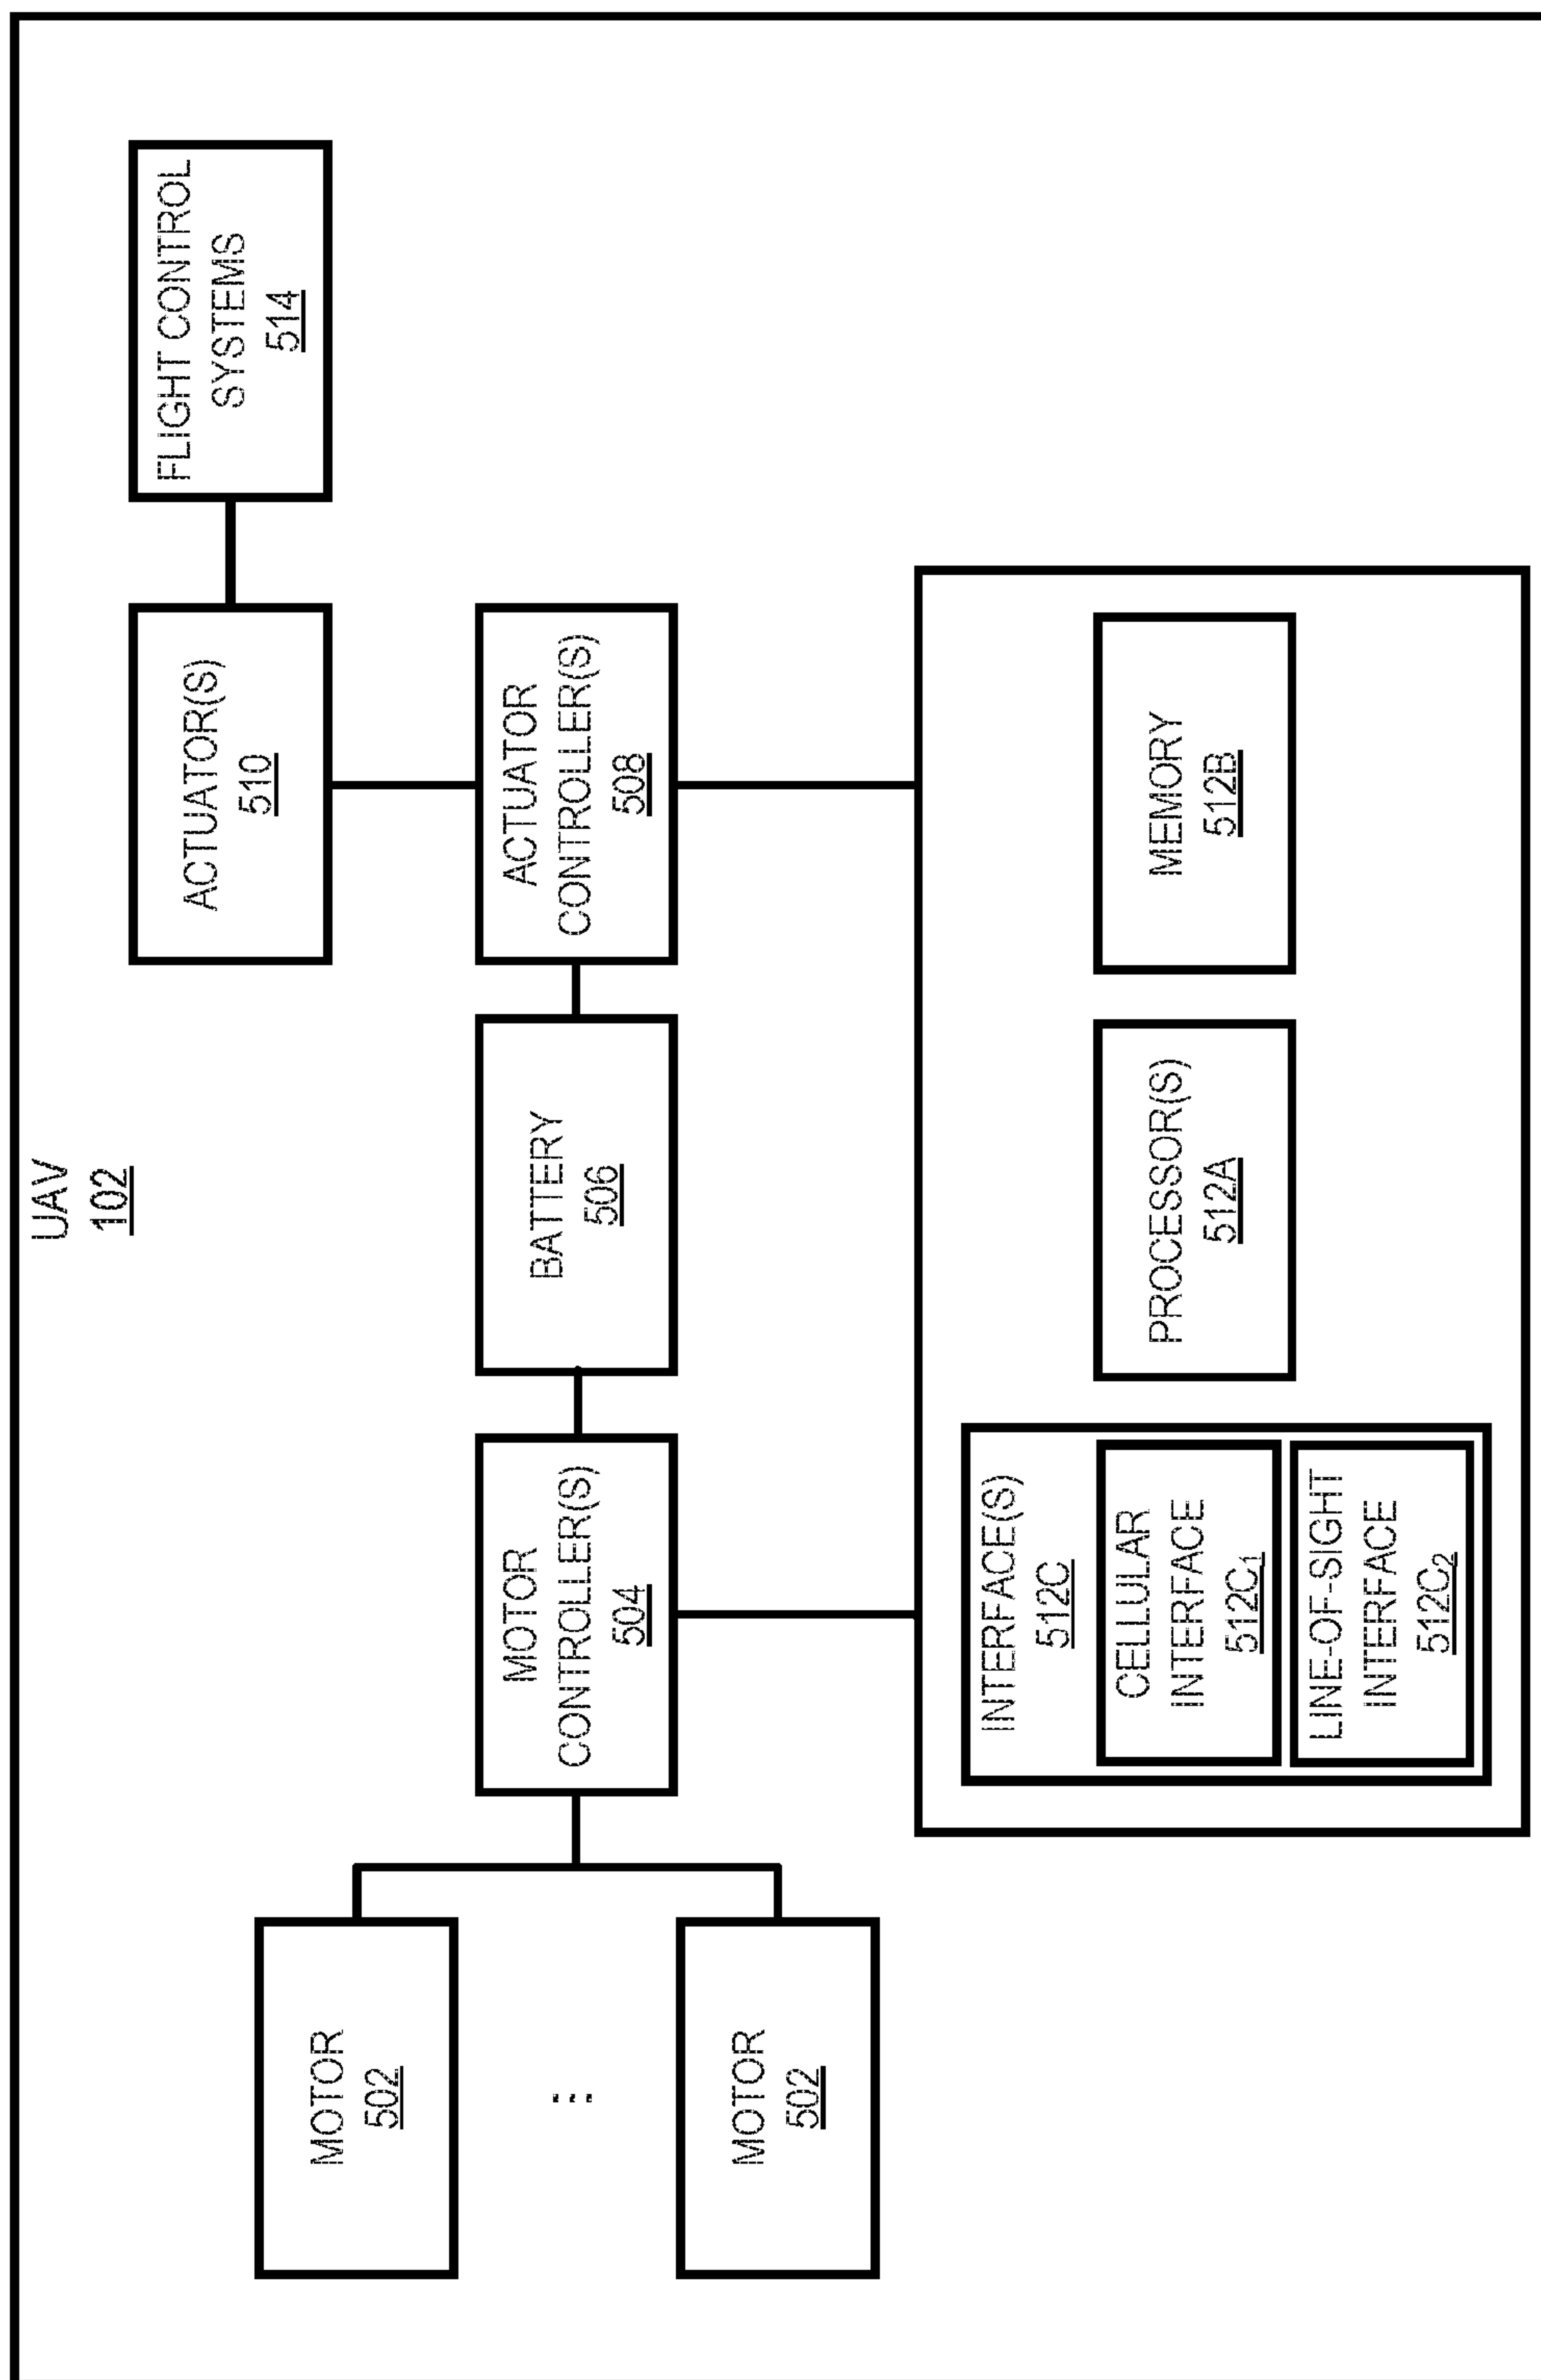 UAV
102
FLIGHT CONTROL
SYSTEMS
514
ACTUATOR(S)
510
MOTOR
502
...
MOTOR
502
MOTOR
CONTROLLER(S)
504
BATTERY
506
ACTUATOR
CONTROLLER(S)
508
INTERFACE(S)
512C
CELLULAR
INTERFACE
512C1
LINE-OF-SIGHT
INTERFACE
512C2
PROCESSOR(S)
512A
MEMORY
512B